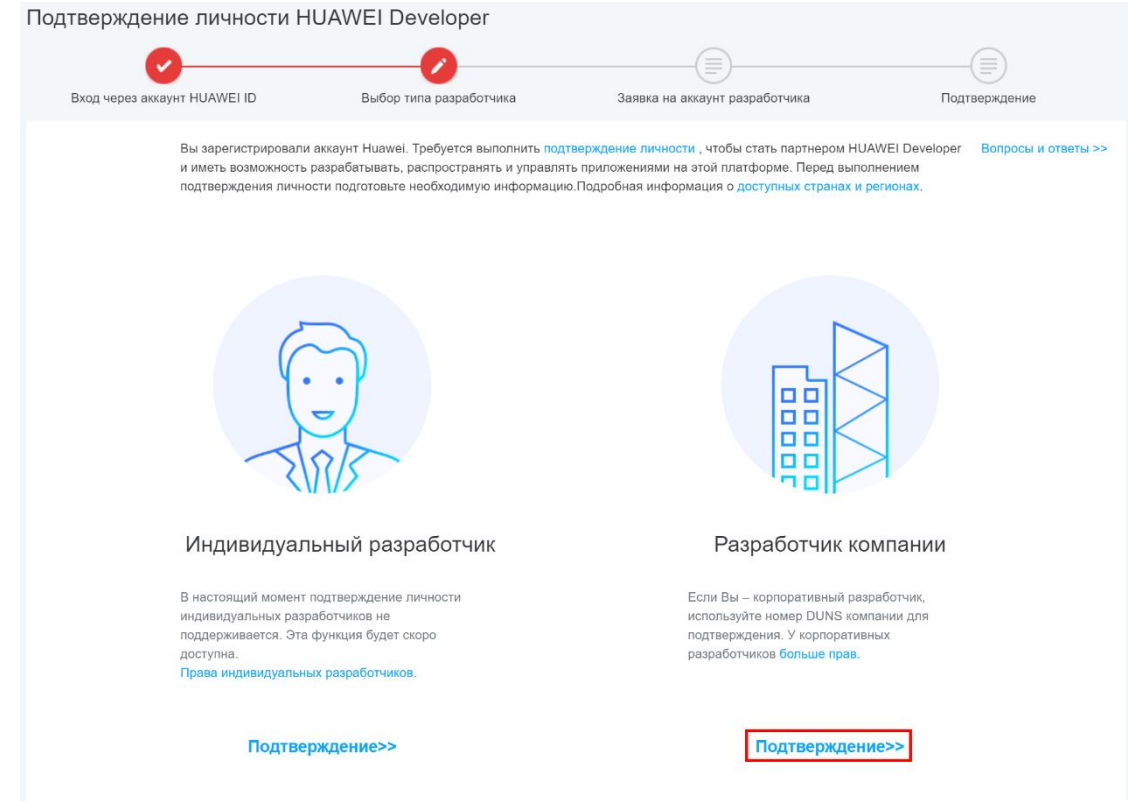 Подтверждение личности HUAWEI Developer
Вход через аккаунт HUAWEI ID
Выбор типа разработчика
Заявка на аккаунт разработчика
Подтверждение
Вы зарегистрировали аккаунт Huawei. Требуется выполнить подтверждение личности , чтобы стать партнером HUAWEI Developer
и иметь возможность разрабатывать, распространять и управлять приложениями на этой платформе. Перед выполнением
подтверждения личности подготовьте необходимую информацию.Подробная информация о доступных странах и регионах.
Вопросы и ответы >>
Индивидуальный разработчик
В настоящий момент подтверждение личности
индивидуальных разработчиков не
поддерживается. Эта функция будет скоро
доступна.
Права индивидуальных разработчиков.
Подтверждение>>
Разработчик компании
Если Вы – корпоративный разработчик,
используйте номер DUNS компании для
подтверждения. У корпоративных
разработчиков больше прав.
Подтверждение>>